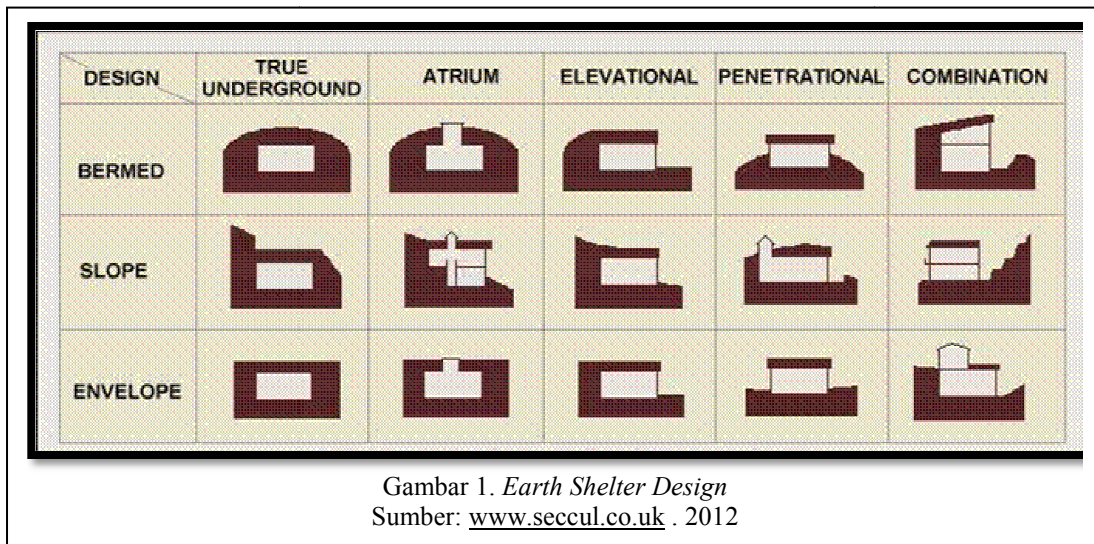 DESIGN
TRUE UNDERGROUND
ATRIUM
ELEVATIONAL
PENETRATIONAL
COMBINATION
BERMED
SLOPE
ENVELOPE
Gambar 1. Earth Shelter Design
Sumber: www.seccul.co.uk . 2012